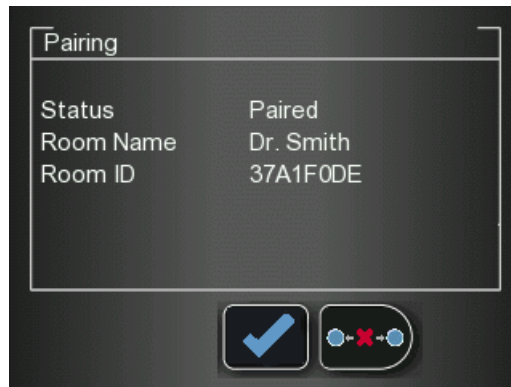 Pairing
Status Paired
Room Name Dr. Smith
Room ID 37A1F0DE